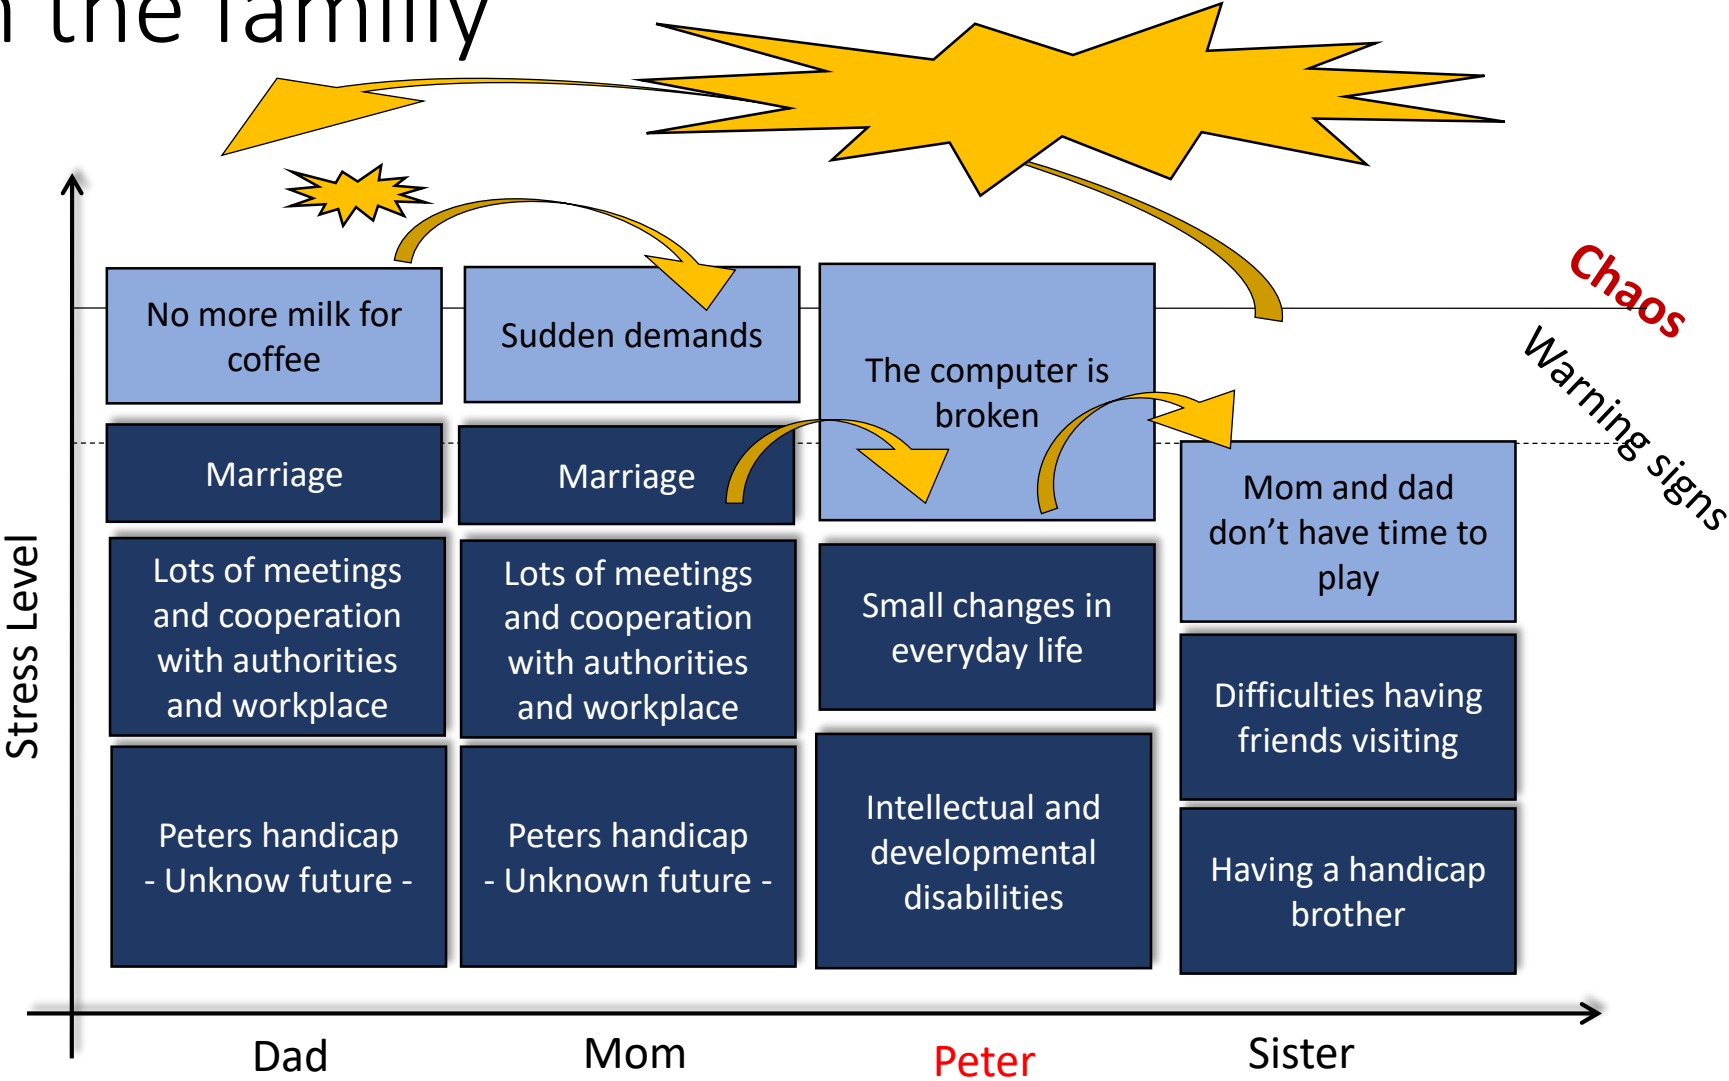 the familiy
Chaos
Warning signs
Stress Level
No more milk for
coffee
Marriage
Lots of meetings
and cooperation
with authorities
and workplace
Peters handicap
- Unknow future -
Sudden demands
Marriage
Lots of meetings
and cooperation
with authorities
and workplace
Peters handicap
- Unknown future -
The computer is
broken
Small changes in
everyday life
Intellectual and
developmental
disabilities
Mom and dad
don’t have time to
play
Difficulties having
friends visiting
Having a handicap
brother
Dad
Mom
Peter
Sister